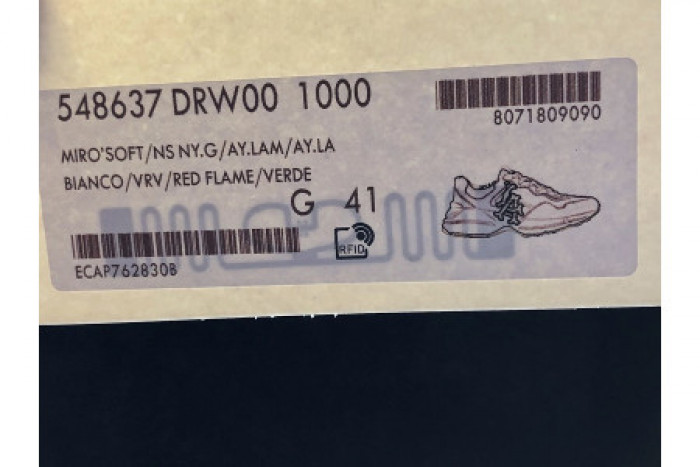 548637 DRW00 1000
8071809090
MIRO'SOFT/NS NY.G/AY.LAM/AY.LA
BIANCO/VRV/RED FLAME/VERDE
G 41
LA
RFID
ECAP762830B